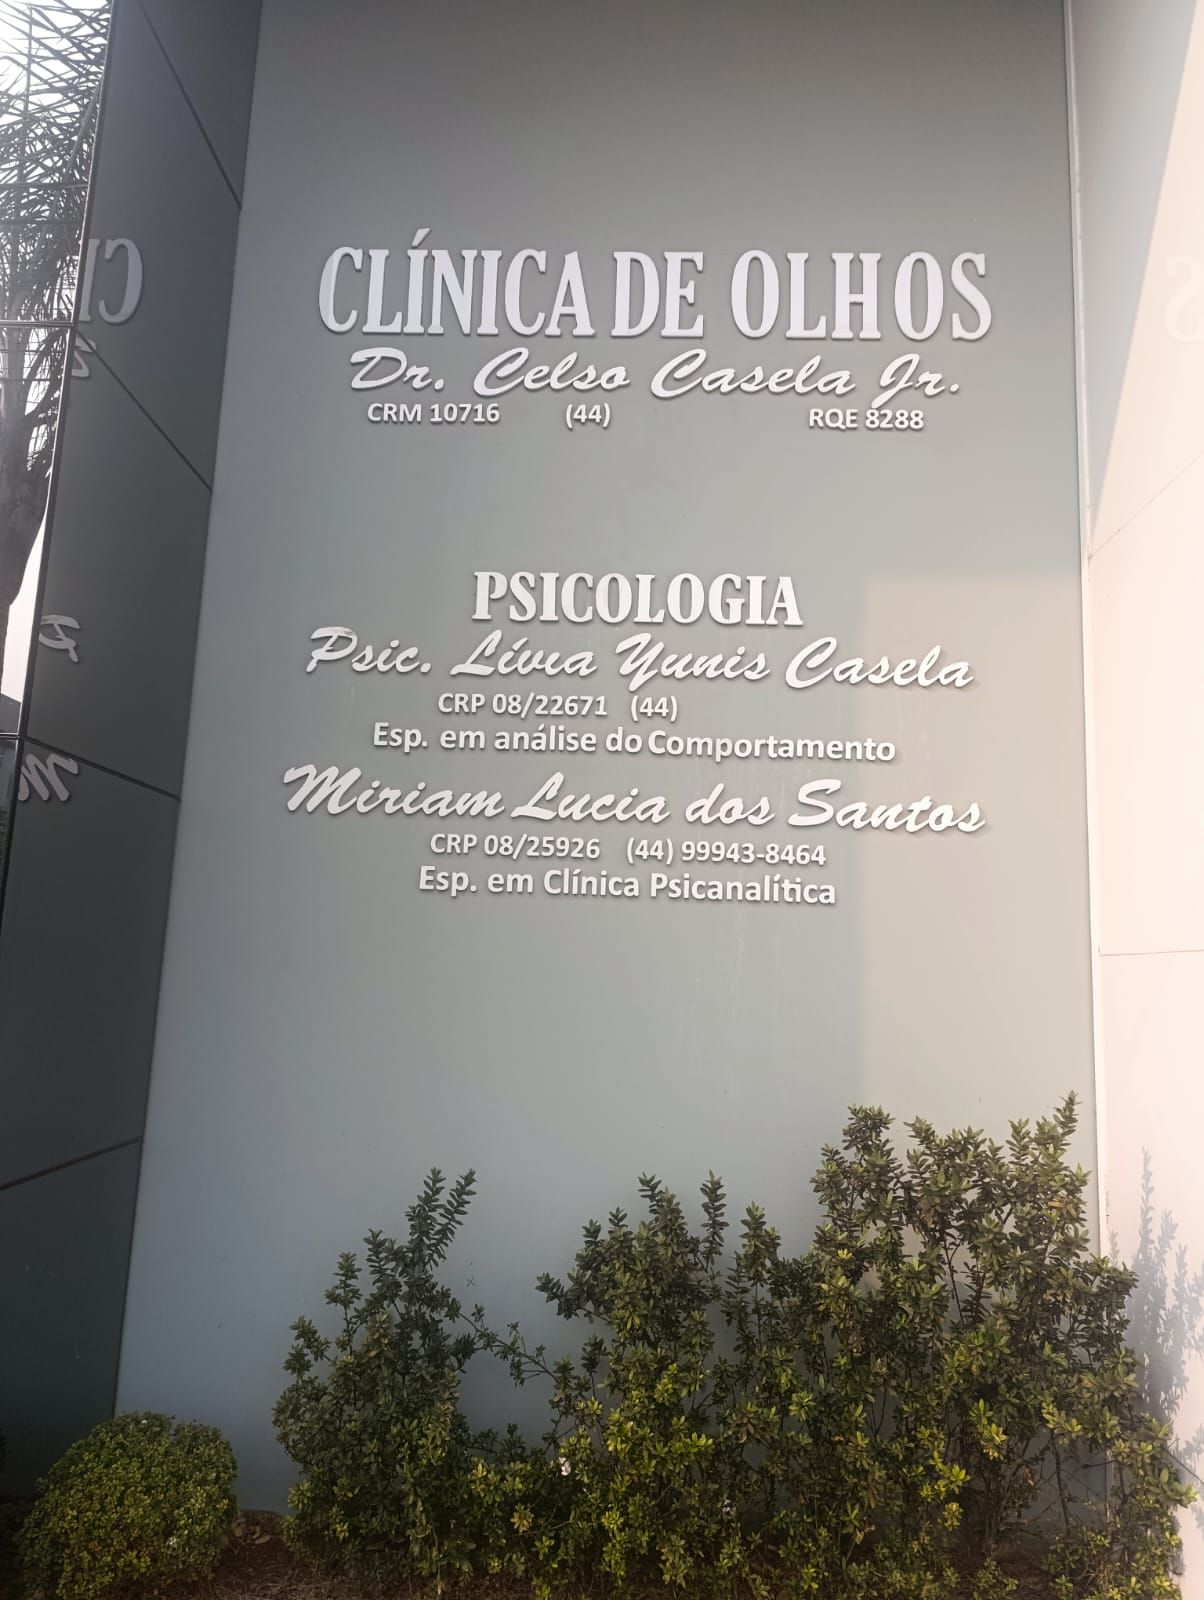 CLÍNICA DE OLHOS
Dr. Celso Casela Jr.
CRM 10716 (44) RQE 8288
PSICOLOGIA
Psic. Lívia Yunis Casela
CRP 08/22671 (44)
Esp. em análise do Comportamento
Miriam Lucia dos Santos
CRP 08/25926 (44) 99943-8464
Esp. em Clínica Psicanalítica